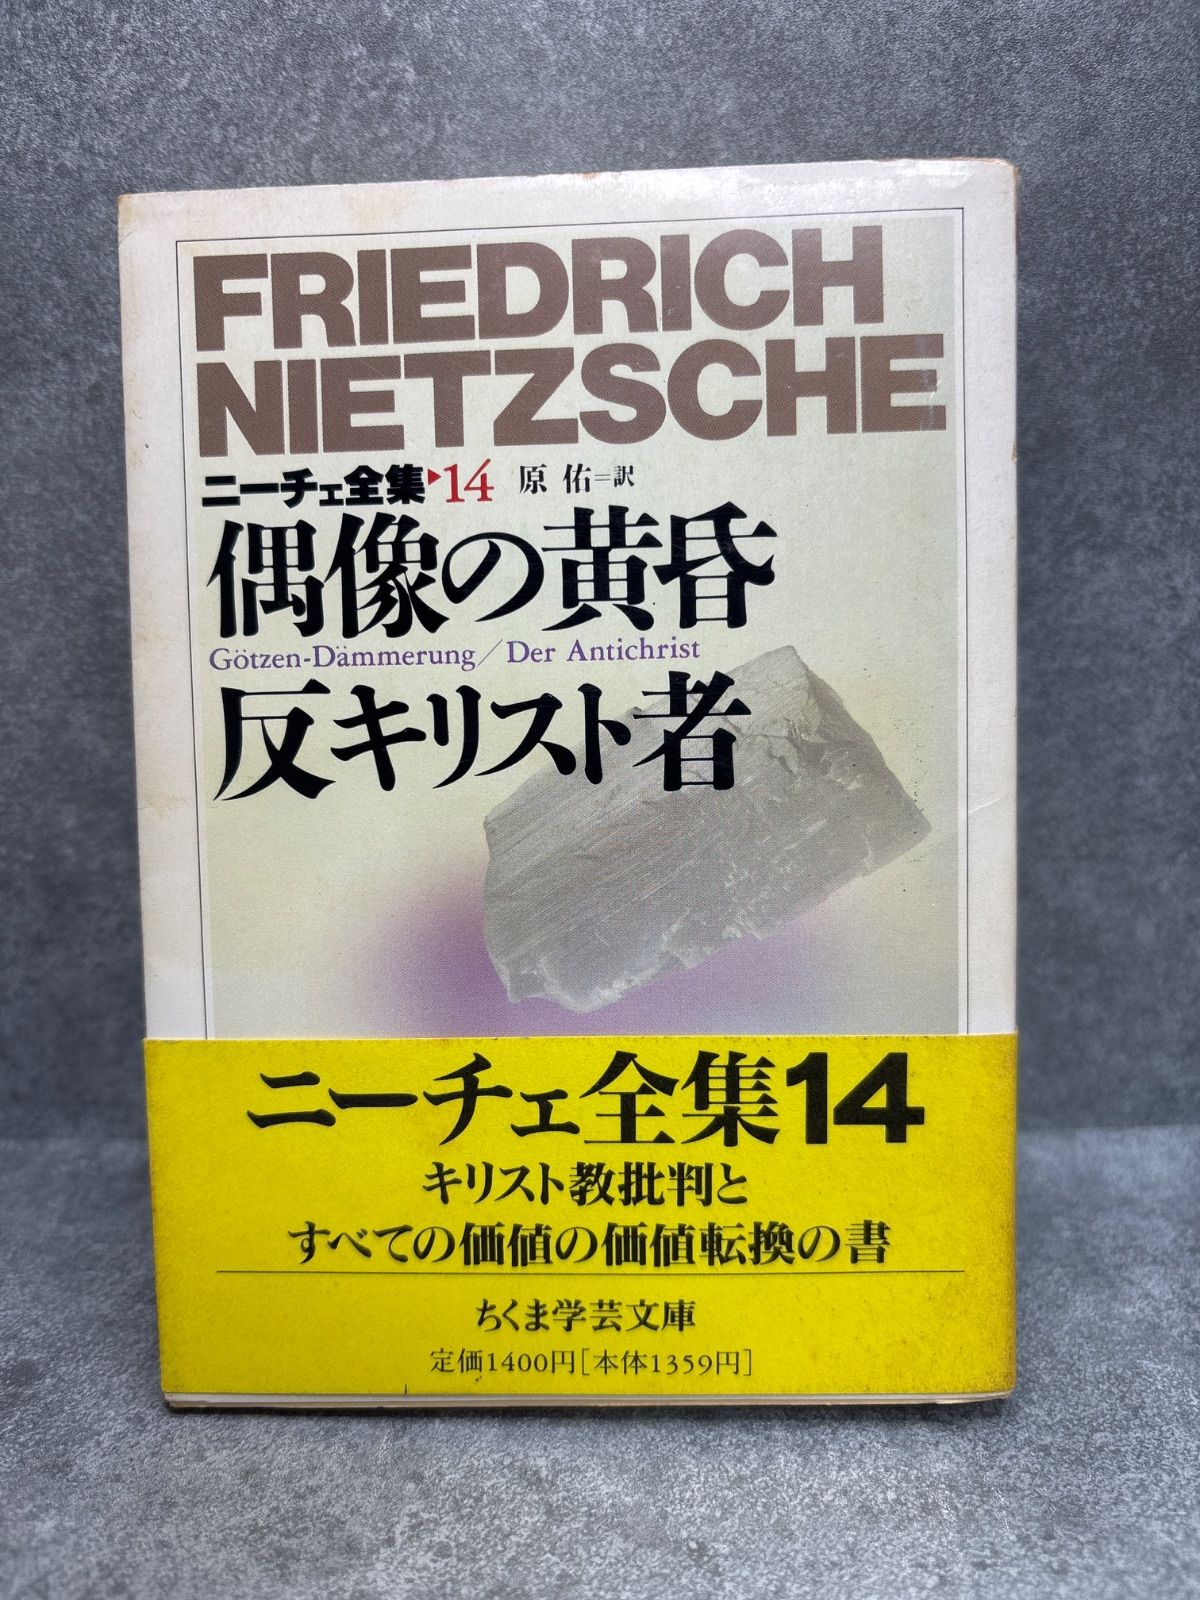 FRIEDRICH
NIETZSCHE
ニーチェ全集▶14 原 佑=訳
偶像の黄昏
Götzen-Dämmerung/Der Antichrist
反キリスト者
ニーチェ全集14
キリスト教批判と
すべての価値の価値転換の書
ちくま学芸文庫
定価1400円[本体1359円]